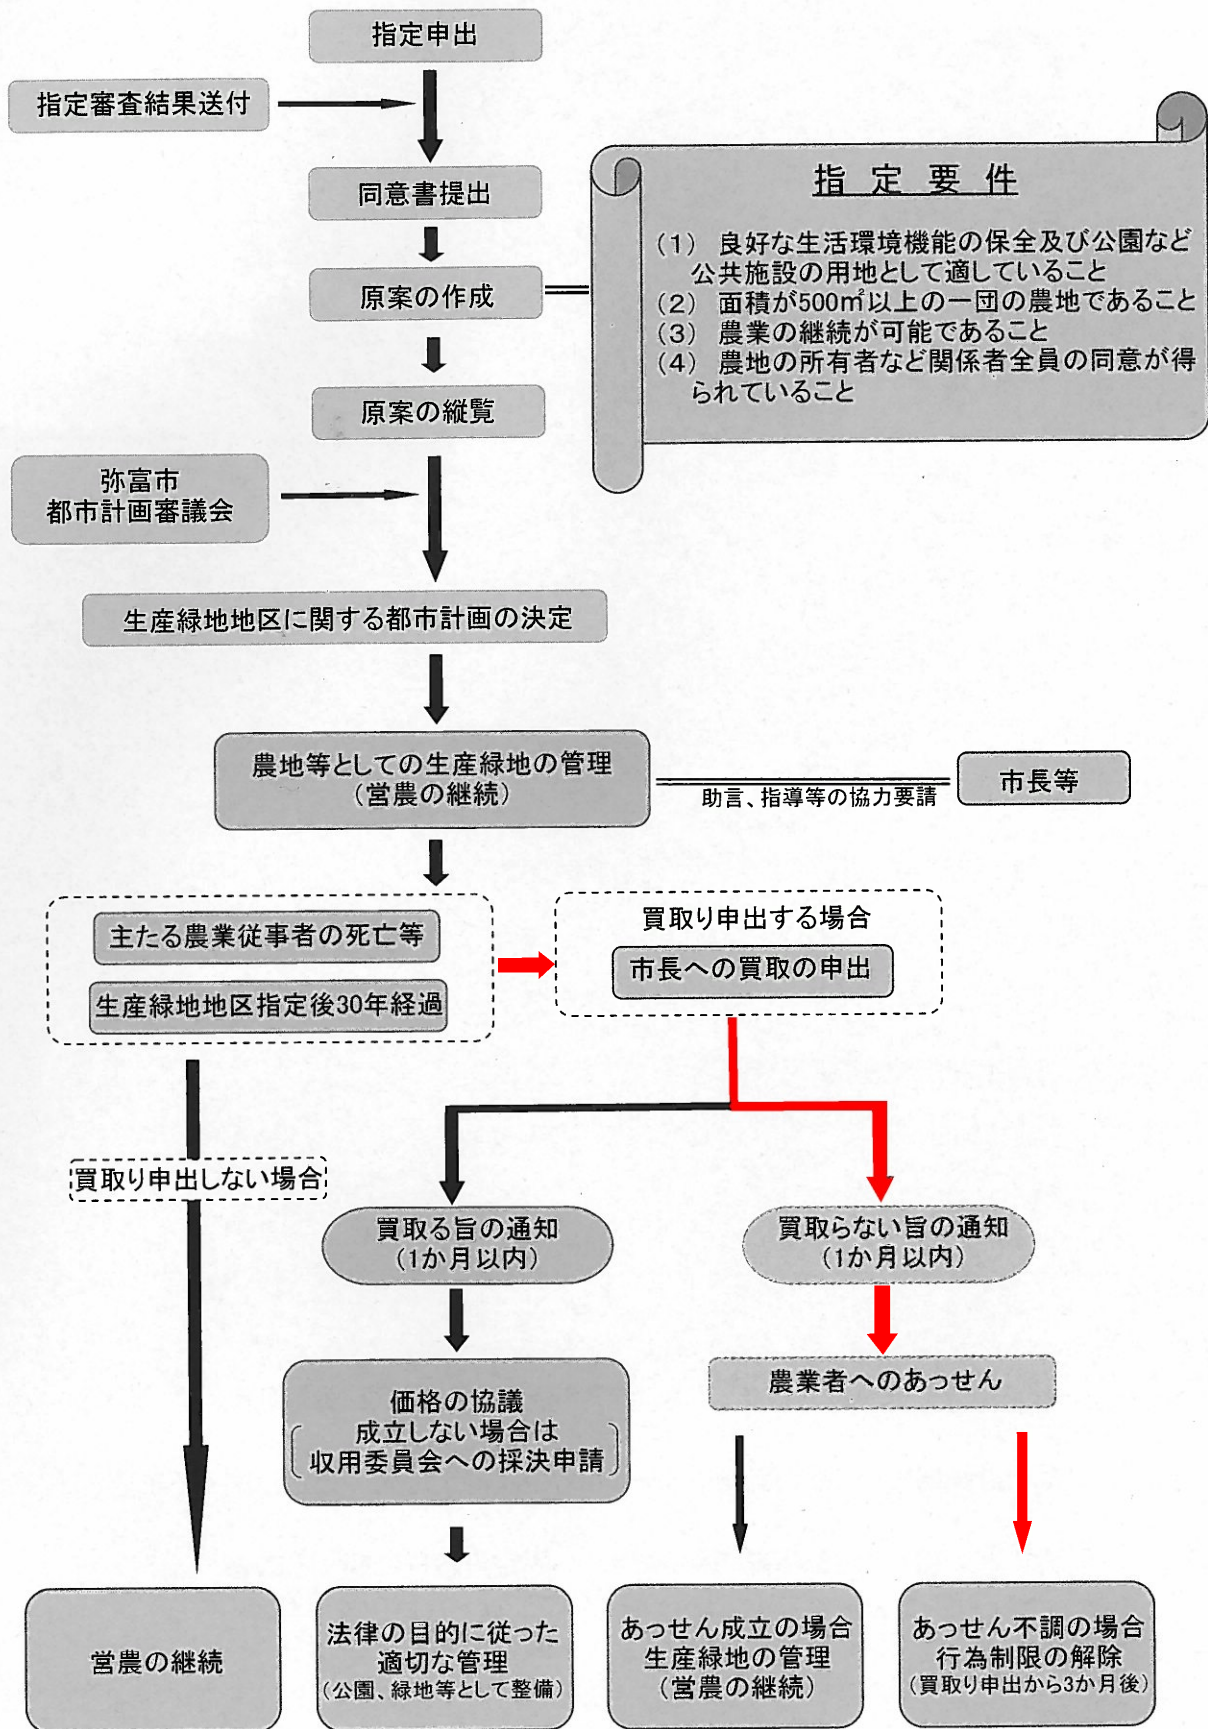 指定申出
指定審査結果送付
同意書提出
原案の作成
指 定 要 件
(1) 良好な生活環境機能の保全及び公園など
公共施設の用地として適していること
(2) 面積が500㎡以上の一団の農地であること
(3) 農業の継続が可能であること
(4) 農地の所有者など関係者全員の同意が得
られていること
原案の縦覧
弥富市
都市計画審議会
生産緑地地区に関する都市計画の決定
農地等としての生産緑地の管理
(営農の継続)
助言、指導等の協力要請
市長等
主たる農業従事者の死亡等
生産緑地地区指定後30年経過
買取り申出する場合
市長への買取の申出
買取り申出しない場合
買取る旨の通知
(1か月以内)
買取らない旨の通知
(1か月以内)
価格の協議
成立しない場合は
収用委員会への採決申請
農業者へのあっせん
営農の継続
法律の目的に従った
適切な管理
(公園、緑地等として整備)
あっせん成立の場合
生産緑地の管理
(営農の継続)
あっせん不調の場合
行為制限の解除
(買取り申出から3か月後)